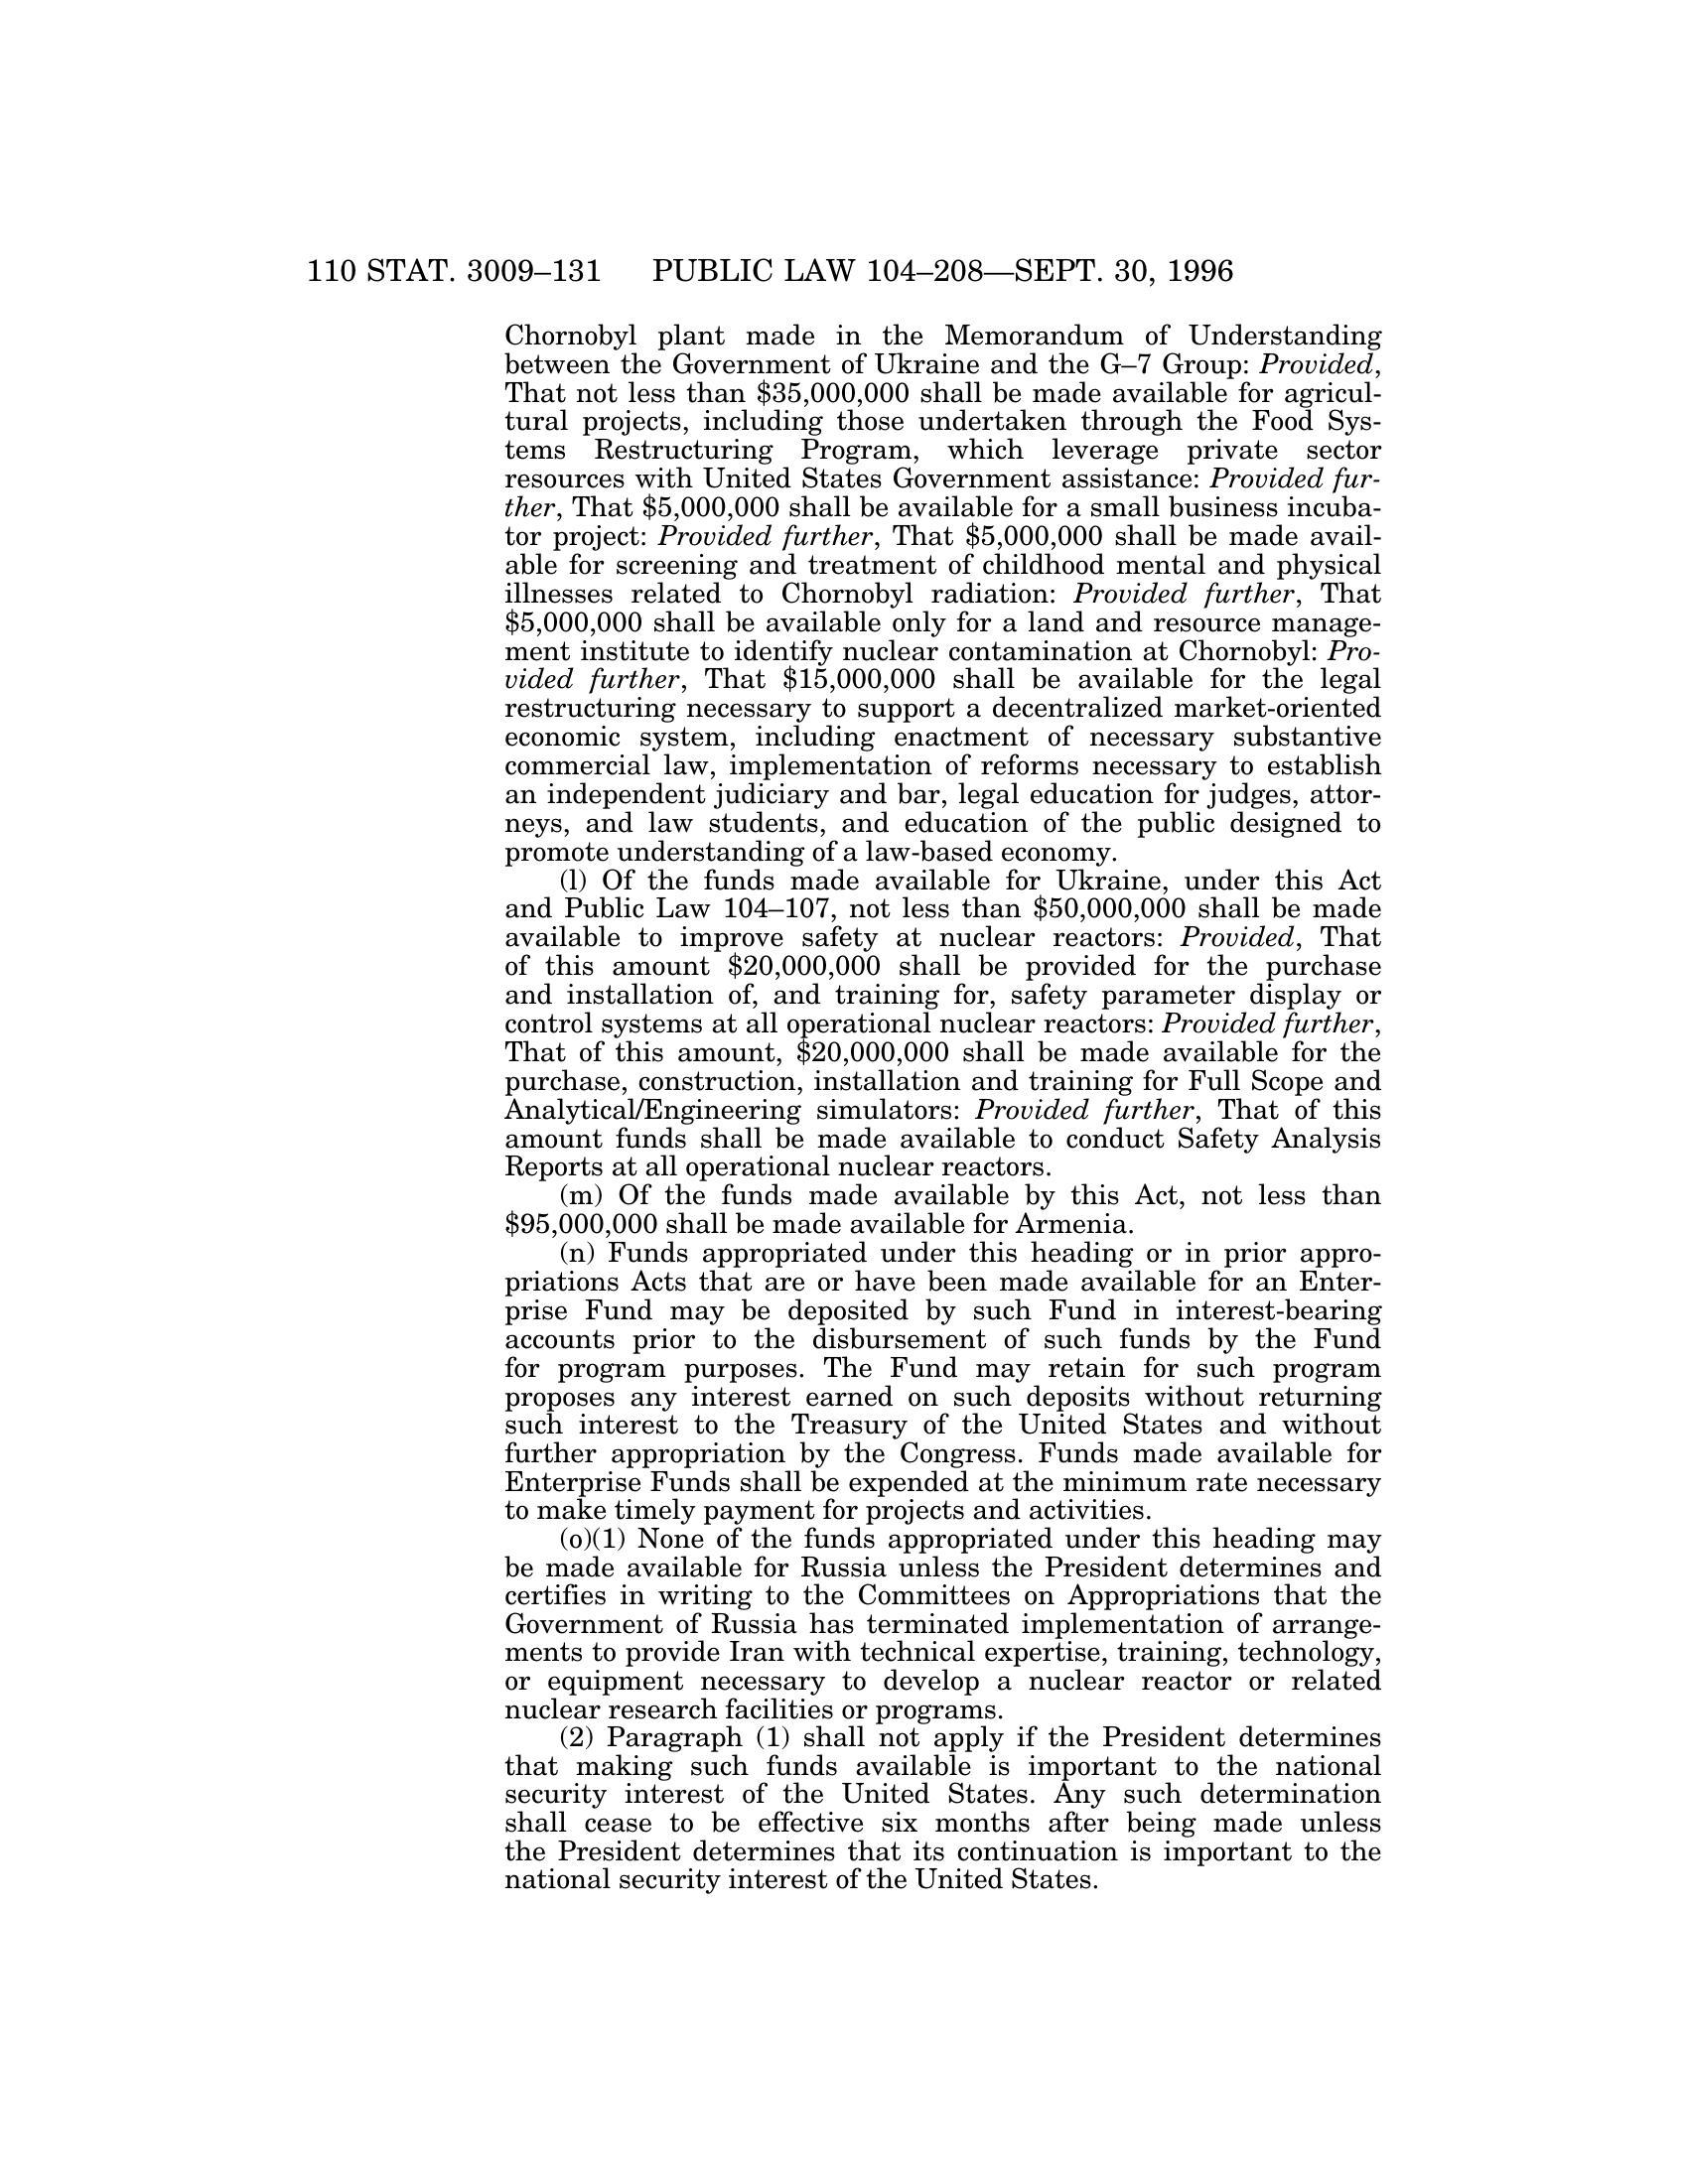 110 STAT. 3009–131 PUBLIC LAW 104–208—SEPT. 30, 1996
Chornobyl plant made in the Memorandum of Understanding
between the Government of Ukraine and the G–7 Group: Provided,
That not less than $35,000,000 shall be made available for agricul-
tural projects, including those undertaken through the Food Sys-
tems Restructuring Program, which leverage private sector
resources with United States Government assistance: Provided fur-
ther, That $5,000,000 shall be available for a small business incuba-
tor project: Provided further, That $5,000,000 shall be made avail-
able for screening and treatment of childhood mental and physical
illnesses related to Chornobyl radiation: Provided further, That
$5,000,000 shall be available only for a land and resource manage-
ment institute to identify nuclear contamination at Chornobyl: Pro-
vided further, That $15,000,000 shall be available for the legal
restructuring necessary to support a decentralized market-oriented
economic system, including enactment of necessary substantive
commercial law, implementation of reforms necessary to establish
an independent judiciary and bar, legal education for judges, attor-
neys, and law students, and education of the public designed to
promote understanding of a law-based economy.
(l) Of the funds made available for Ukraine, under this Act
and Public Law 104–107, not less than $50,000,000 shall be made
available to improve safety at nuclear reactors: Provided, That
of this amount $20,000,000 shall be provided for the purchase
and installation of, and training for, safety parameter display or
control systems at all operational nuclear reactors: Provided further,
That of this amount, $20,000,000 shall be made available for the
purchase, construction, installation and training for Full Scope and
Analytical/Engineering simulators: Provided further, That of this
amount funds shall be made available to conduct Safety Analysis
Reports at all operational nuclear reactors.
(m) Of the funds made available by this Act, not less than
$95,000,000 shall be made available for Armenia.
(n) Funds appropriated under this heading or in prior appro-
priations Acts that are or have been made available for an Enter-
prise Fund may be deposited by such Fund in interest-bearing
accounts prior to the disbursement of such funds by the Fund
for program purposes. The Fund may retain for such program
proposes any interest earned on such deposits without returning
such interest to the Treasury of the United States and without
further appropriation by the Congress. Funds made available for
Enterprise Funds shall be expended at the minimum rate necessary
to make timely payment for projects and activities.
(o)(1) None of the funds appropriated under this heading may
be made available for Russia unless the President determines and
certifies in writing to the Committees on Appropriations that the
Government of Russia has terminated implementation of arrange-
ments to provide Iran with technical expertise, training, technology,
or equipment necessary to develop a nuclear reactor or related
nuclear research facilities or programs.
(2) Paragraph (1) shall not apply if the President determines
that making such funds available is important to the national
security interest of the United States. Any such determination
shall cease to be effective six months after being made unless
the President determines that its continuation is important to the
national security interest of the United States.